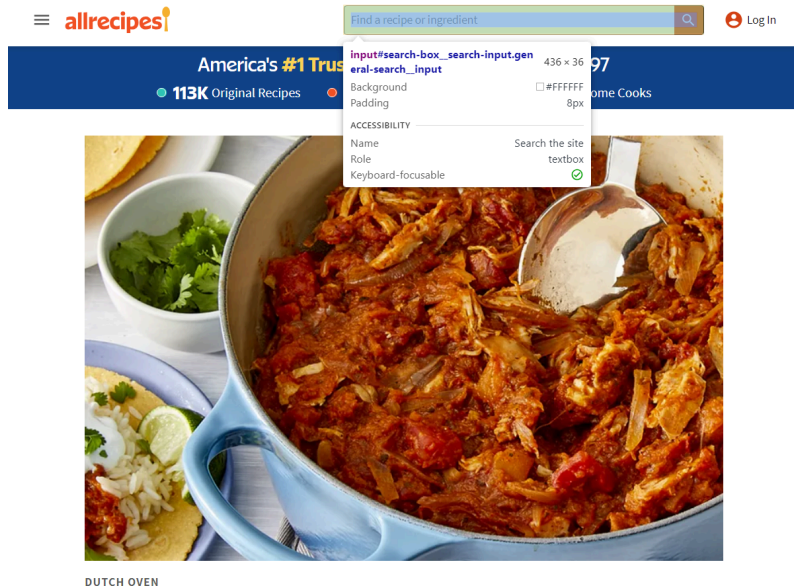 allrecipes
Find a recipe or ingredient
Log In
America's #1 Trus
97
113K Original Recipes
ome Cooks
input#search-box__search-input.gen
eral-search__input
436 × 36
Background #FFFFFF
Padding 8px
ACCESSIBILITY
Name Search the site
Role textbox
Keyboard-focusable
DUTCH OVEN